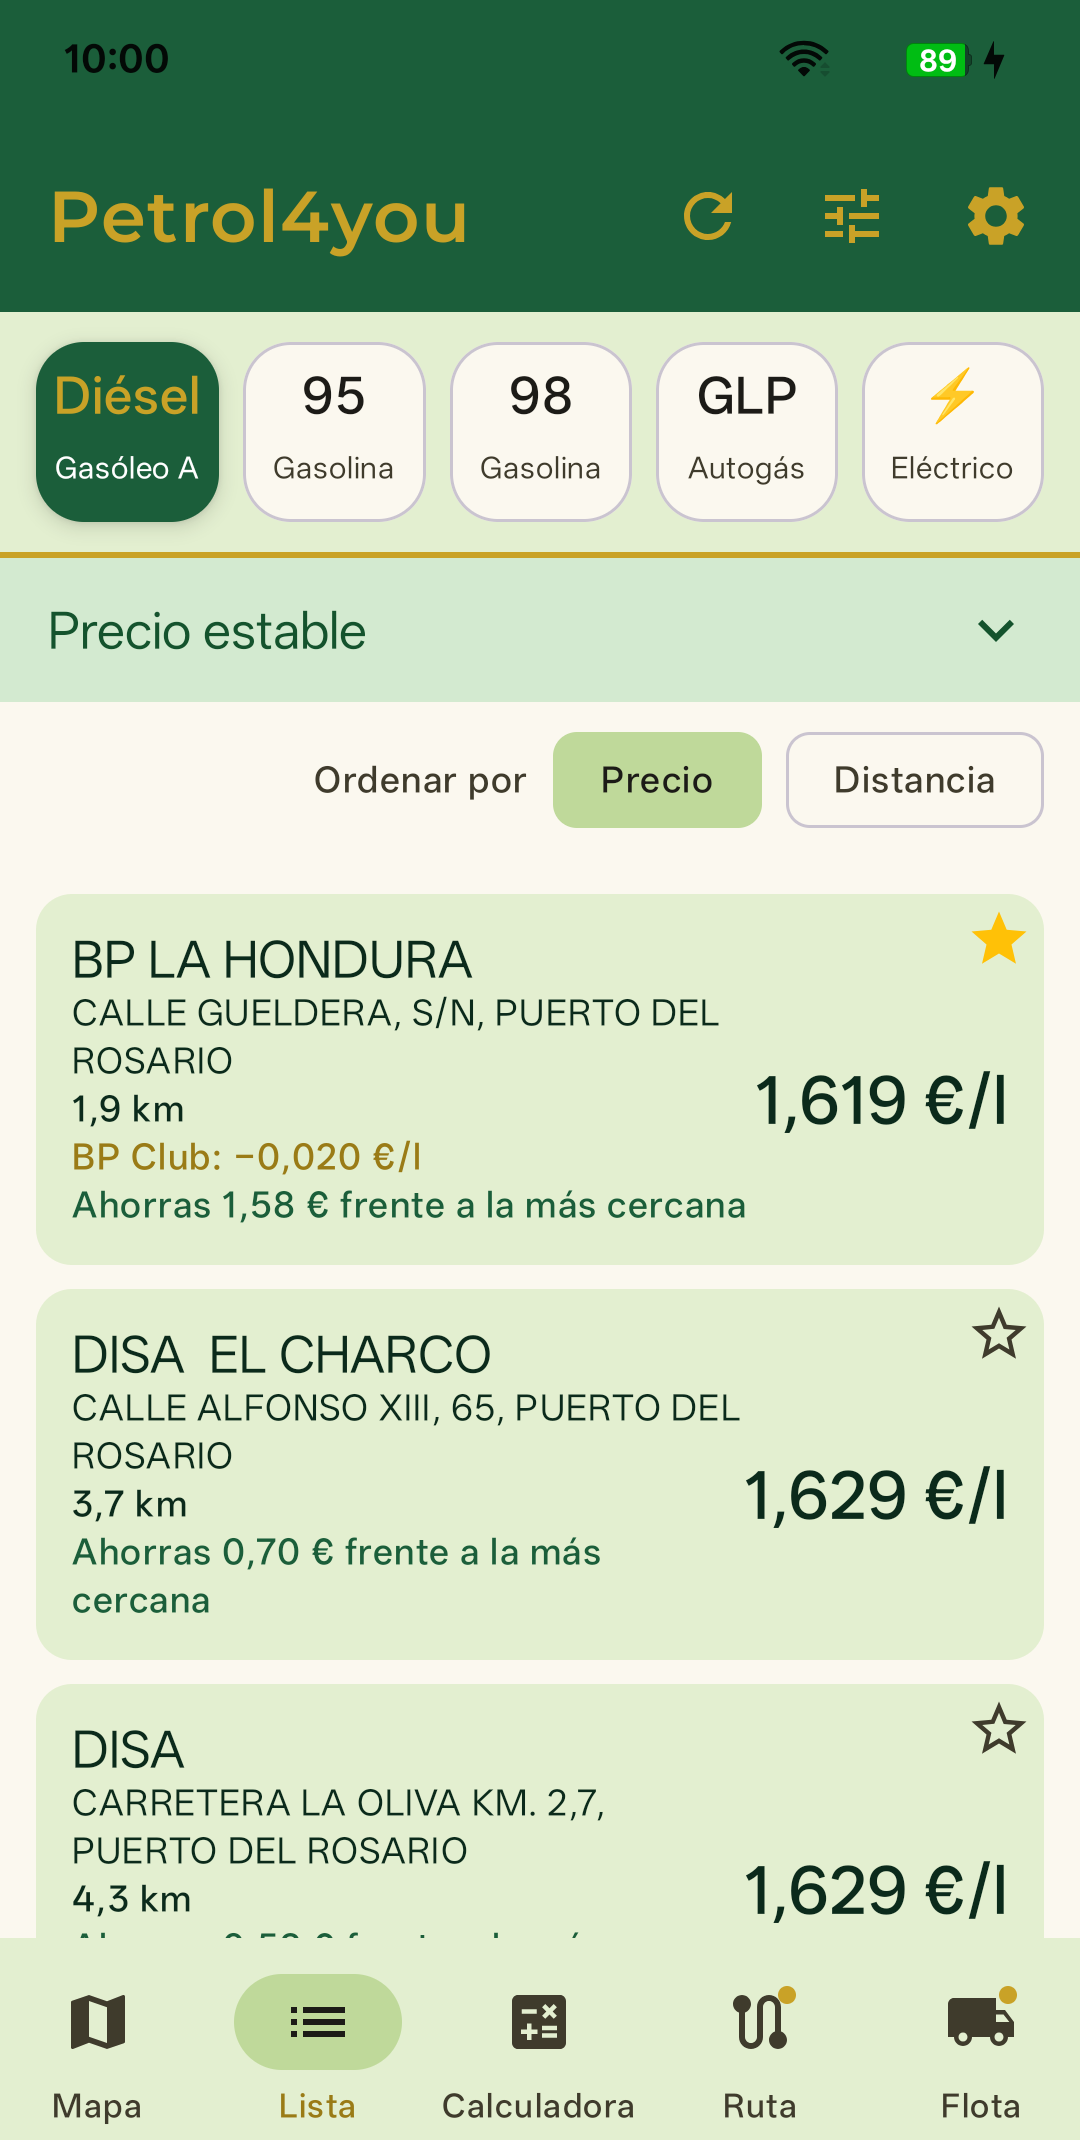 10:00
89
Petrol4you
Diésel
Gasóleo A
95
Gasolina
98
Gasolina
GLP
Autogás
Eléctrico
Precio estable
Ordenar por
Precio
Distancia
BP LA HONDURA
CALLE GUELDERA, S/N, PUERTO DEL
ROSARIO
1,9 km
BP Club: −0,020 €/l
Ahorras 1,58 € frente a la más cercana
1,619 €/l
DISA  EL CHARCO
CALLE ALFONSO XIII, 65, PUERTO DEL
ROSARIO
3,7 km
Ahorras 0,70 € frente a la más
cercana
1,629 €/l
DISA
CARRETERA LA OLIVA KM. 2,7,
PUERTO DEL ROSARIO
4,3 km
1,629 €/l
Mapa
Lista
Calculadora
Ruta
Flota